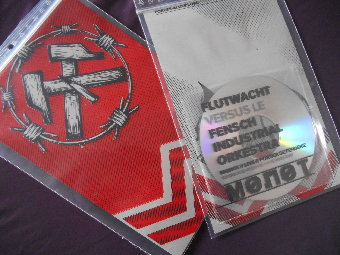 FLUTWACHT
VERSUS LE
FENSCH
INDUSTRIAL
ORKESTRA
MØNØT